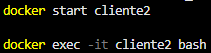 docker start cliente2
docker exec -it cliente2 bash